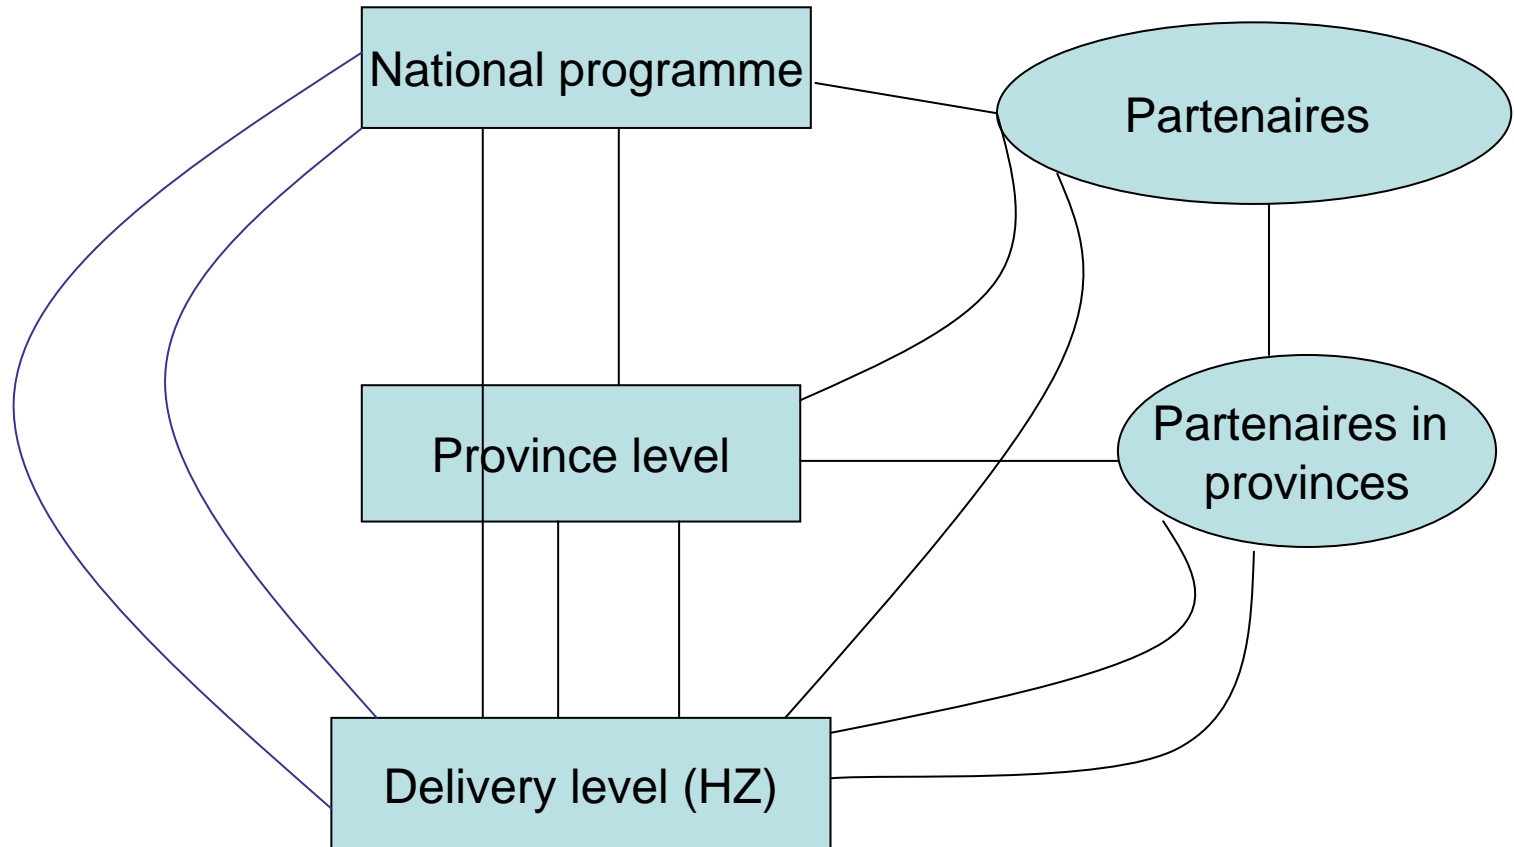 National programme
Partenaires
Province level
Partenaires in
provinces
Delivery level (HZ)